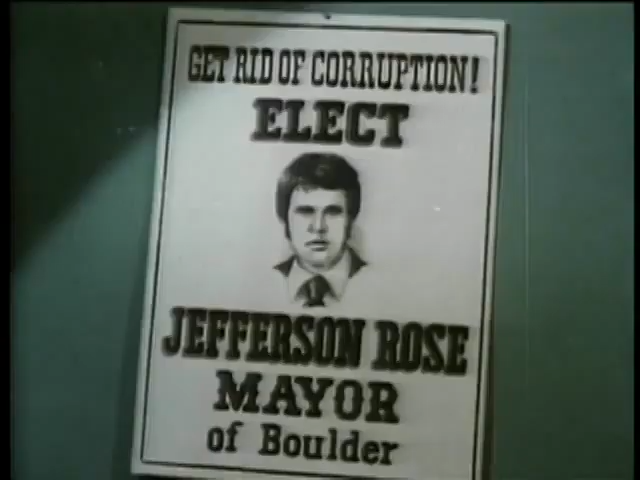 GET RID OF CORRUPTION!
ELECT
JEFFERSON ROSE
MAYOR
of Boulder